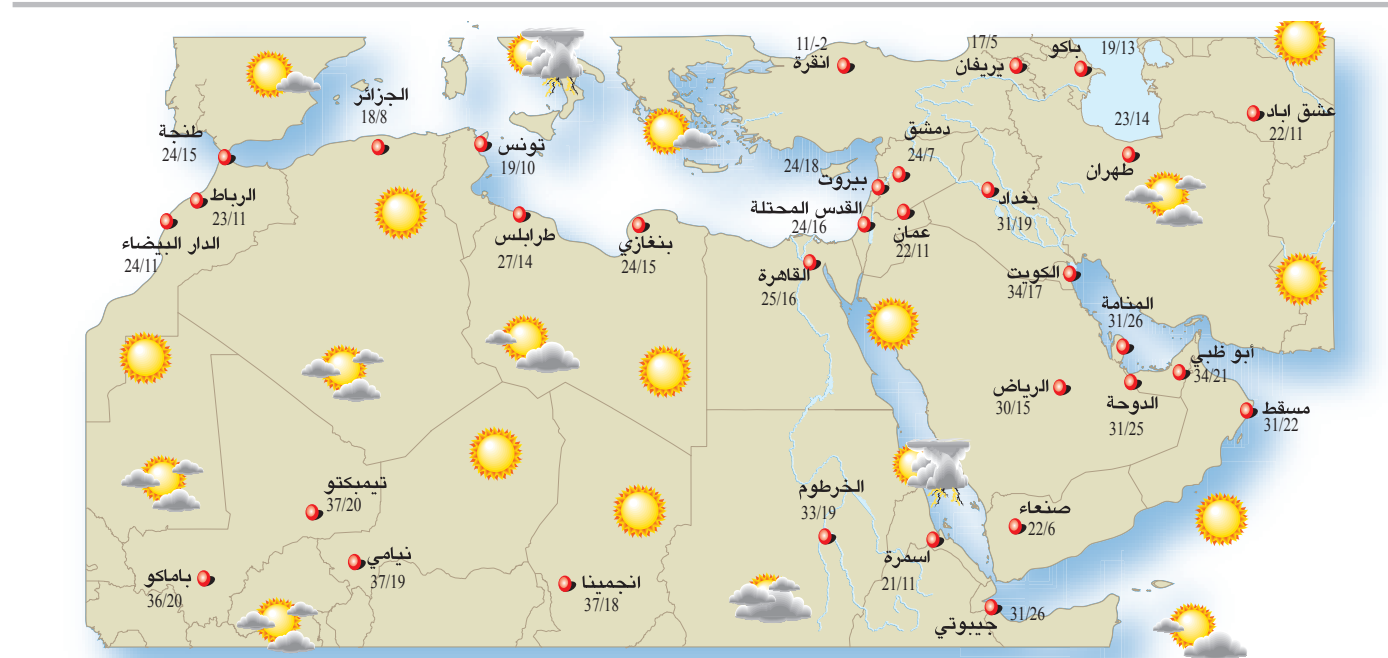 11/-2
انقرة
17/5
يريفان
باكو
19/13
الجزائر
18/8
طنجة
24/15
تونس
19/10
دمشق
24/7
23/14
طهران
عشق اباد
22/11
24/18
بيروت
الرباط
23/11
الدار البيضاء
24/11
طرابلس
27/14
بنغازي
24/15
القدس المحتلة
24/16
عمان
22/11
بغداد
31/19
القاهرة
25/16
الكويت
34/17
المنامة
31/26
أبو ظبي
34/21
الرياض
30/15
الدوحة
31/25
مسقط
31/22
تيمبكتو
37/20
الخرطوم
33/19
صنعاء
22/6
باماكو
36/20
نيامي
37/19
انجمينا
37/18
اسمرة
21/11
جيبوتي
31/26